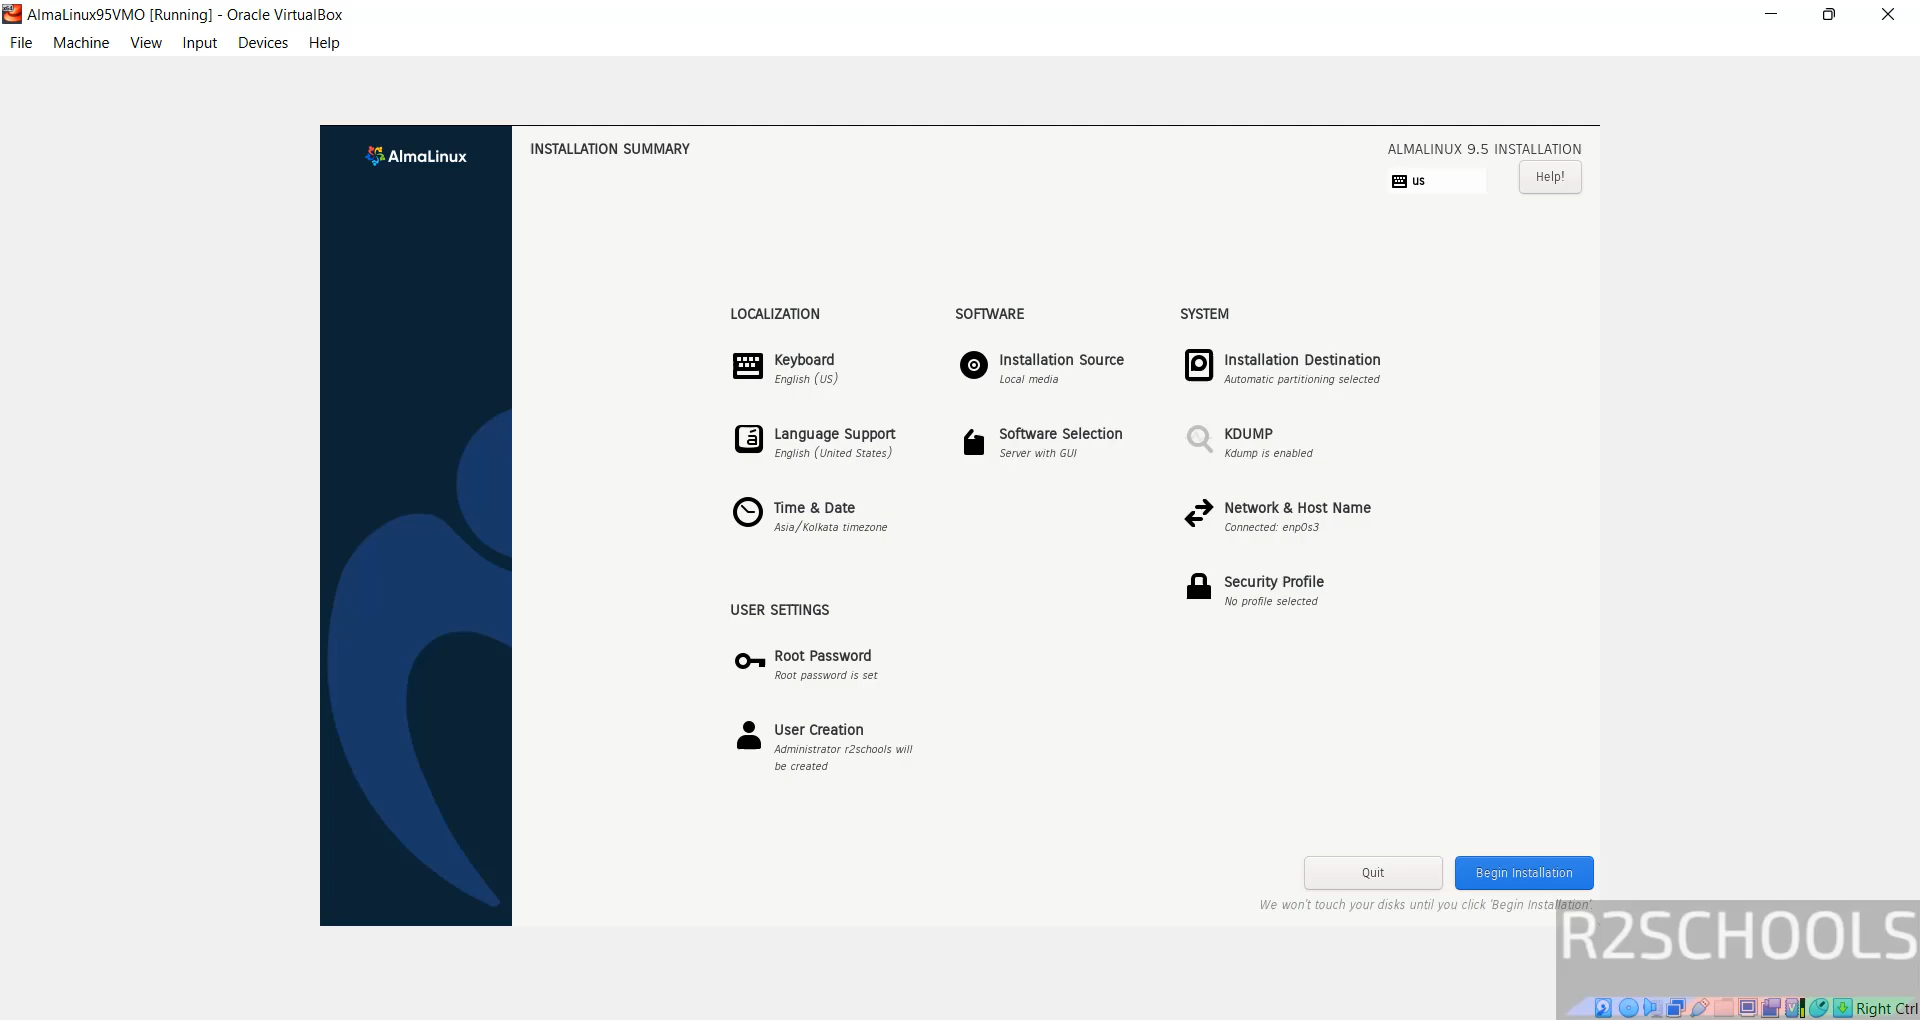 AlmaLinux95VMO [Running] - Oracle VirtualBox
File Machine View Input Devices Help
AlmaLinux
INSTALLATION SUMMARY
ALMALINUX 9.5 INSTALLATION
us
Help!
LOCALIZATION
Keyboard
English (US)
Language Support
English (United States)
Time & Date
Asia/Kolkata timezone
SOFTWARE
Installation Source
Local media
Software Selection
Server with GUI
SYSTEM
Installation Destination
Automatic partitioning selected
KDUMP
Kdump is enabled
Network & Host Name
Connected: enp0s3
Security Profile
No profile selected
USER SETTINGS
Root Password
Root password is set
User Creation
Administrator r2schools will
be created
Quit
Begin Installation
We won't touch your disks until you click 'Begin Installation'.
R2SCHOOLS
Right Ctrl